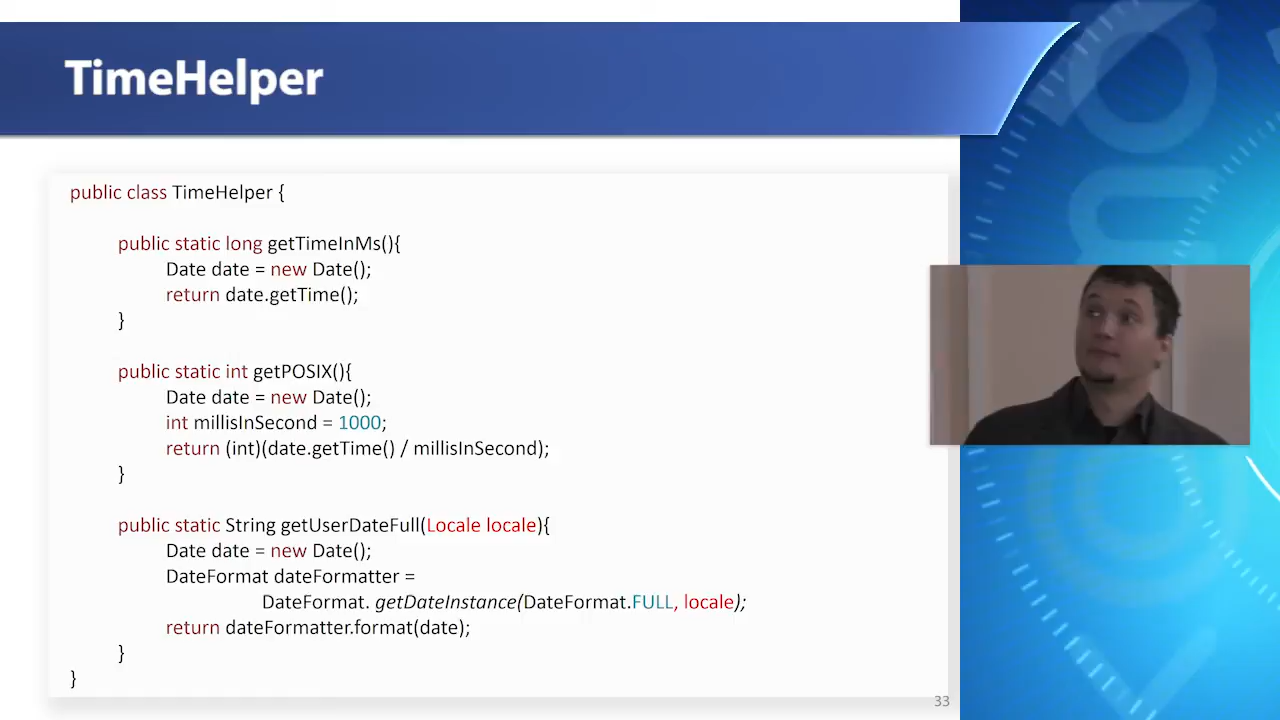 TimeHelper
public class TimeHelper {
public static long getTimeInMs(){
Date date = new Date();
return date.getTime();
}
public static int getPOSIX(){
Date date = new Date();
int millisInSecond = 1000;
return (int)(date.getTime() / millisInSecond);
}
public static String getUserDateFull(Locale locale){
Date date = new Date();
DateFormat dateFormatter =
DateFormat. getDateInstance(DateFormat.FULL, locale);
return dateFormatter.format(date);
}
}
33